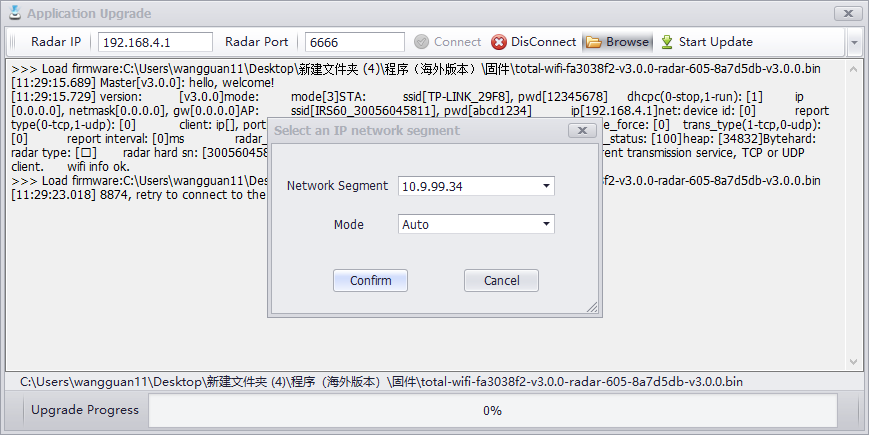 Application Upgrade
Radar IP 192.168.4.1 Radar Port 6666 Connect DisConnect Browse Start Update
>>> Load firmware:C:\Users\wangguan11\Desktop\新建文件夹 (4)\程序（海外版本）\固件\total-wifi-fa3038f2-v3.0.0-radar-605-8a7d5db-v3.0.0.bin
[11:29:15.689] Master[v3.0.0]: hello, welcome!
[11:29:15.729] version: [v3.0.0]mode: mode[3]STA: ssid[TP-LINK_29F8], pwd[12345678] dhcpc(0-stop,1-run): [1] ip
[0.0.0.0], netmask[0.0.0.0], gw[0.0.0.0]AP: ssid[IRS60_30056045811], pwd[abcd1234] ip[192.168.4.1]net: device id: [0] report
type(0-tcp,1-udp): [0] client: ip[], port e_force: [0] trans_type(1-tcp,0-udp):
[0] report interval: [0]ms radar_ _status: [100]heap: [34832]Bytehard:
radar type: [□] radar hard sn: [300560458 rent transmission service, TCP or UDP
client. wifi info ok.
>>> Load firmware:C:\Users\wangguan11\Des v3.0.0-radar-605-8a7d5db-v3.0.0.bin
[11:29:23.018] 8874, retry to connect to the
Select an IP network segment
Network Segment 10.9.99.34
Mode Auto
Confirm Cancel
C:\Users\wangguan11\Desktop\新建文件夹 (4)\程序（海外版本）\固件\total-wifi-fa3038f2-v3.0.0-radar-605-8a7d5db-v3.0.0.bin
Upgrade Progress 0%